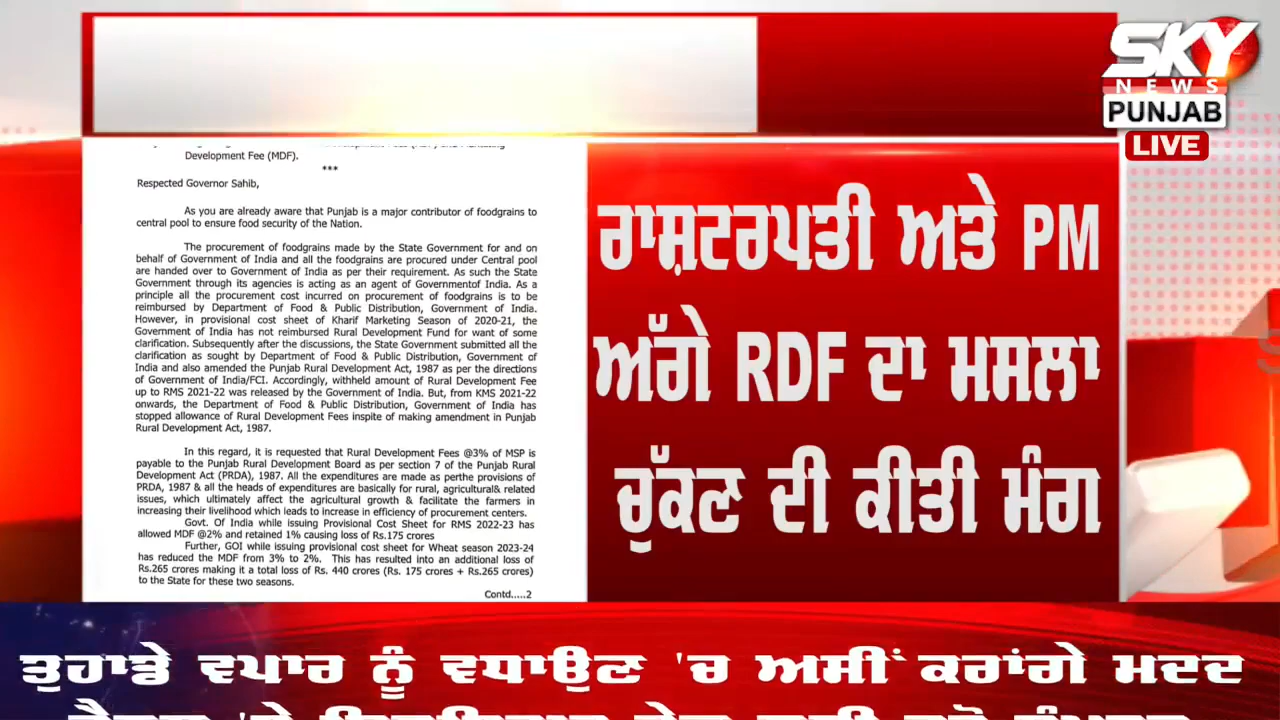 SKY
NEWS
PUNJAB
LIVE
Development Fee (MDF).
***
Respected Governor Sahib,
As you are already aware that Punjab is a major contributor of foodgrains to
central pool to ensure food security of the Nation.
The procurement of foodgrains made by the State Government for and on
behalf of Government of India and all the foodgrains are procured under Central pool
are handed over to Government of India as per their requirement. As such the State
Government through its agencies is acting as an agent of Governmentof India. As a
principle all the procurement cost incurred on procurement of foodgrains is to be
reimbursed by Department of Food & Public Distribution, Government of India.
However, in provisional cost sheet of Kharif Marketing Season of 2020-21, the
Government of India has not reimbursed Rural Development Fund for want of some
clarification. Subsequently after the discussions, the State Government submitted all the
clarification as sought by Department of Food & Public Distribution, Government of
India and also amended the Punjab Rural Development Act, 1987 as per the directions
of Government of India/FCI. Accordingly, withheld amount of Rural Development Fee
up to RMS 2021-22 was released by the Government of India. But, from KMS 2021-22
onwards, the Department of Food & Public Distribution, Government of India has
stopped allowance of Rural Development Fees inspite of making amendment in Punjab
Rural Development Act, 1987.
In this regard, it is requested that Rural Development Fees @3% of MSP is
payable to the Punjab Rural Development Board as per section 7 of the Punjab Rural
Development Act (PRDA), 1987. All the expenditures are made as perthe provisions of
PRDA, 1987 & all the heads of expenditures are basically for rural, agricultural& related
issues, which ultimately affect the agricultural growth & facilitate the farmers in
increasing their livelihood which leads to increase in efficiency of procurement centers.
Govt. Of India while issuing Provisional Cost Sheet for RMS 2022-23 has
allowed MDF @2% and retained 1% causing loss of Rs.175 crores
Further, GOI while issuing provisional cost sheet for Wheat season 2023-24
has reduced the MDF from 3% to 2%. This has resulted into an additional loss of
Rs.265 crores making it a total loss of Rs. 440 crores (Rs. 175 crores + Rs.265 crores)
to the State for these two seasons.
Contd.....2
ਰਾਸ਼ਟਰਪਤੀ ਅਤੇ PM
ਅੱਗੇ RDF ਦਾ ਮਸਲਾ
ਚੁੱਕਣ ਦੀ ਕੀਤੀ ਮੰਗ
ਤੁਹਾਡੇ ਵਪਾਰ ਨੂੰ ਵਧਾਉਣ 'ਚ ਅਸੀਂ ਕਰਾਂਗੇ ਮਦਦ